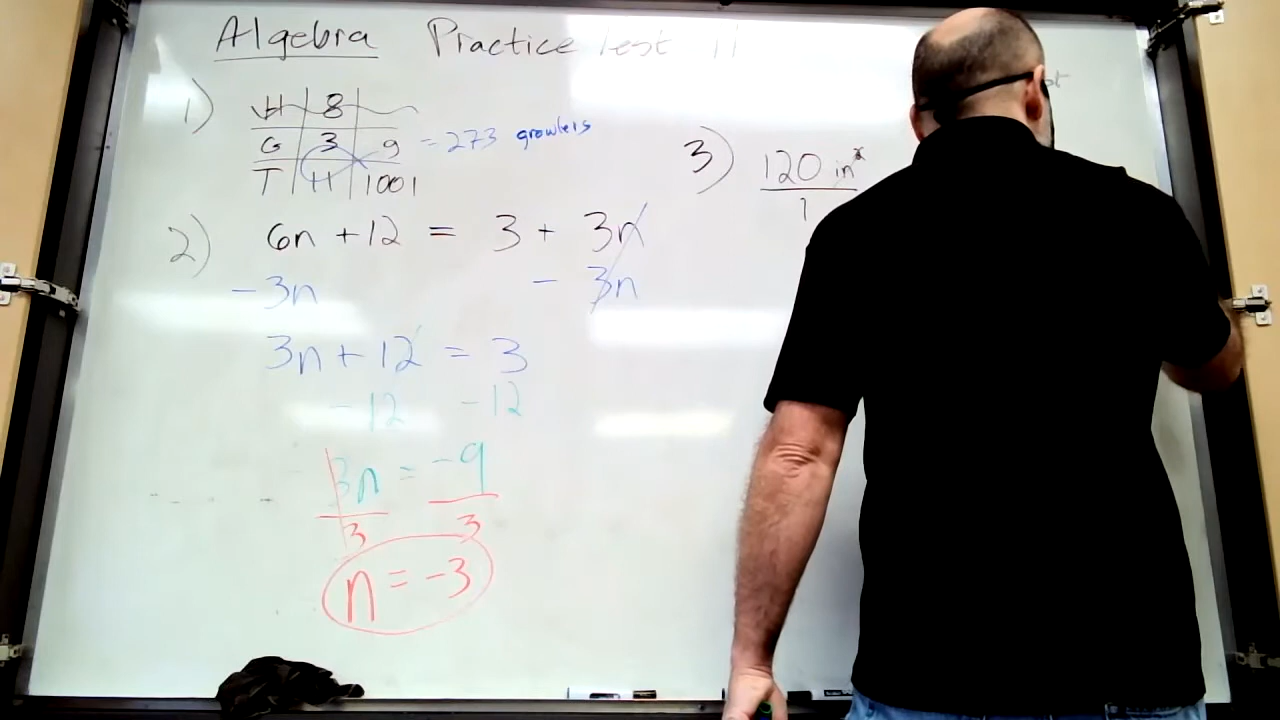 Algebra Practice Test 11
1)
H 8
G 3 g = 273 growlers
T 11 1001
2) 6n + 12 = 3 + 3n
- 3n - 3n
3n + 12 = 3
- 12 - 12
3n = -9
3 3
n = -3
3) 120 in
1